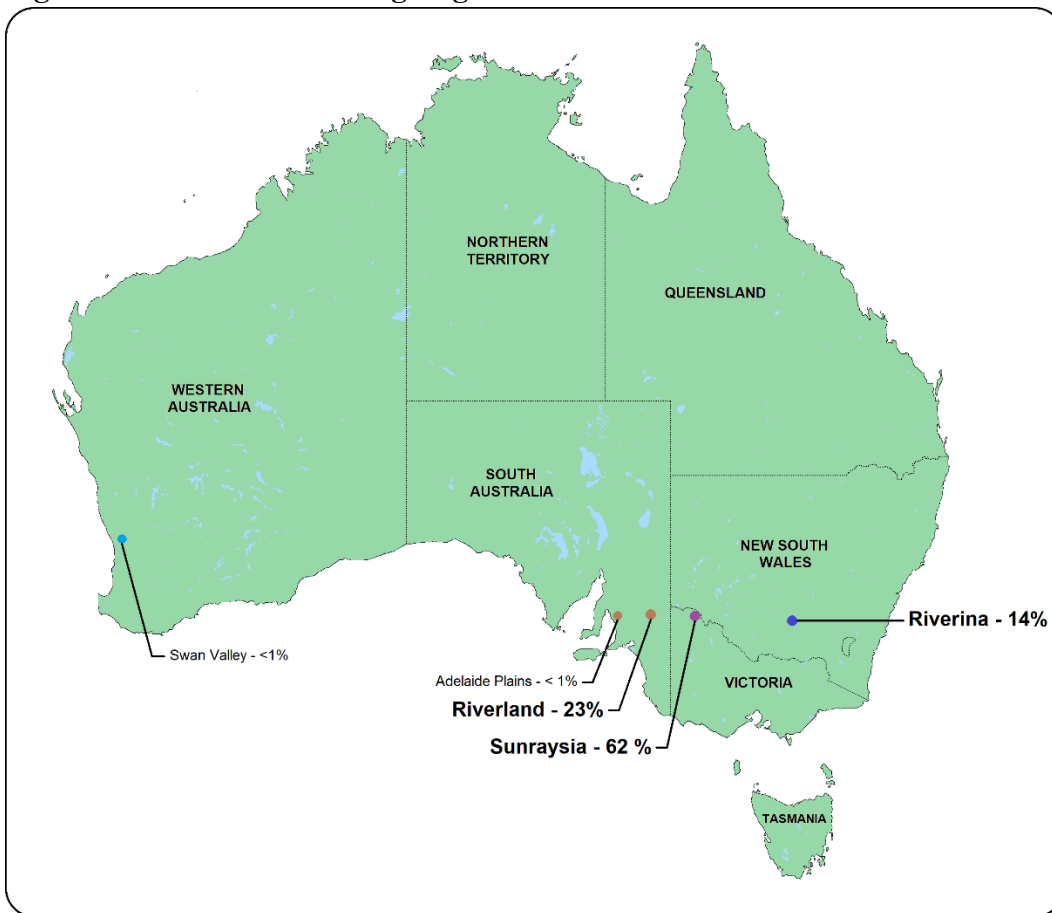 NORTHERN
TERRITORY
QUEENSLAND
WESTERN
AUSTRALIA
SOUTH
AUSTRALIA
NEW SOUTH
WALES
Riverina - 14%
Swan Valley - <1%
Adelaide Plains - < 1%
VICTORIA
Riverland - 23%
Sunraysia - 62 %
TASMANIA